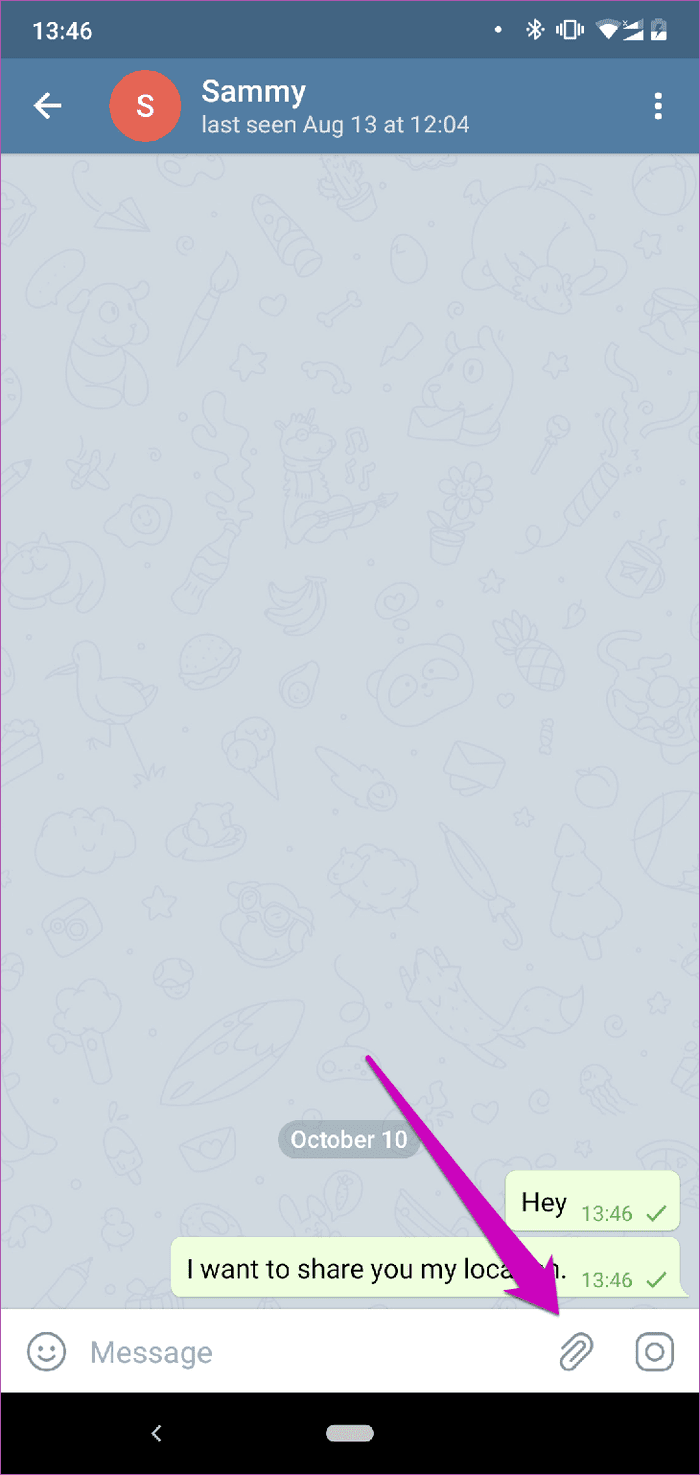 13:46
S
Sammy
last seen Aug 13 at 12:04
October 10
Hey 13:46
I want to share you my loca n. 13:46
Message